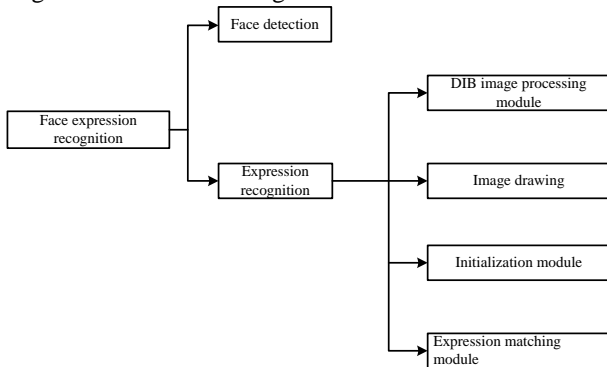 Face detection
DIB image processing
module
Face expression
recognition
Expression
recognition
Image drawing
Initialization module
Expression matching
module